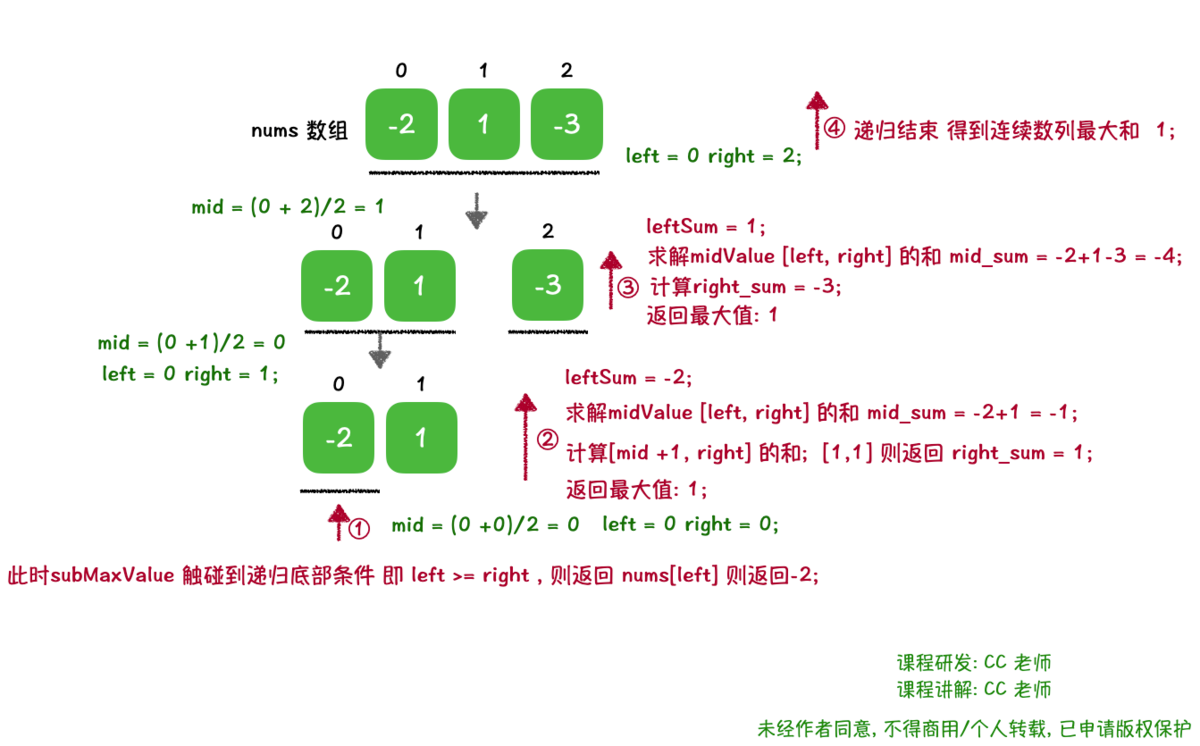 0 1 2
nums 数组 -2 1 -3
④ 递归结束 得到连续数列最大和 1;
left = 0 right = 2;
mid = (0 + 2)/2 = 1
0 1 2
-2 1 -3
leftSum = 1;
求解midValue [left, right] 的和 mid_sum = -2+1-3 = -4;
③ 计算right_sum = -3;
返回最大值: 1
mid = (0 +1)/2 = 0
left = 0 right = 1;
0 1
-2 1
leftSum = -2;
求解midValue [left, right] 的和 mid_sum = -2+1 = -1;
② 计算[mid +1, right] 的和; [1,1] 则返回 right_sum = 1;
返回最大值: 1;
① mid = (0 +0)/2 = 0 left = 0 right = 0;
此时subMaxValue 触碰到递归底部条件 即 left >= right , 则返回 nums[left] 则返回-2;
课程研发: CC 老师
课程讲解: CC 老师
未经作者同意, 不得商用/个人转载, 已申请版权保护